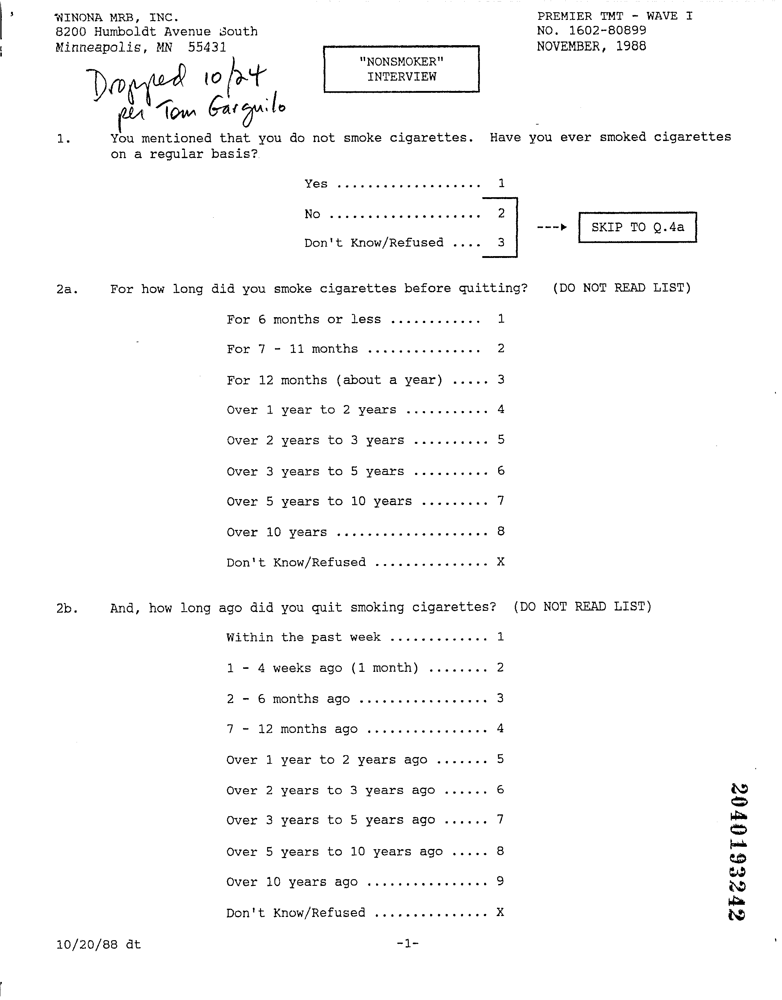 WINONA MRB, INC.
8200 Humboldt Avenue South
Minneapolis, MN 55431
PREMIER TMT - WAVE I
NO. 1602-80899
NOVEMBER, 1988
"NONSMOKER"
INTERVIEW
Dropped 10/24
per Tom Garguilo
1. You mentioned that you do not smoke cigarettes. Have you ever smoked cigarettes
on a regular basis?
Yes ................... 1
No .................... 2
Don't Know/Refused .... 3
---► SKIP TO Q.4a
2a. For how long did you smoke cigarettes before quitting? (DO NOT READ LIST)
For 6 months or less ............ 1
For 7 - 11 months ............... 2
For 12 months (about a year) ..... 3
Over 1 year to 2 years ........... 4
Over 2 years to 3 years .......... 5
Over 3 years to 5 years .......... 6
Over 5 years to 10 years ......... 7
Over 10 years .................... 8
Don't Know/Refused ............... X
2b. And, how long ago did you quit smoking cigarettes? (DO NOT READ LIST)
Within the past week ............. 1
1 - 4 weeks ago (1 month) ........ 2
2 - 6 months ago ................. 3
7 - 12 months ago ................ 4
Over 1 year to 2 years ago ....... 5
Over 2 years to 3 years ago ...... 6
Over 3 years to 5 years ago ...... 7
Over 5 years to 10 years ago ..... 8
Over 10 years ago ................ 9
Don't Know/Refused ............... X
10/20/88 dt
-1-
2040193242